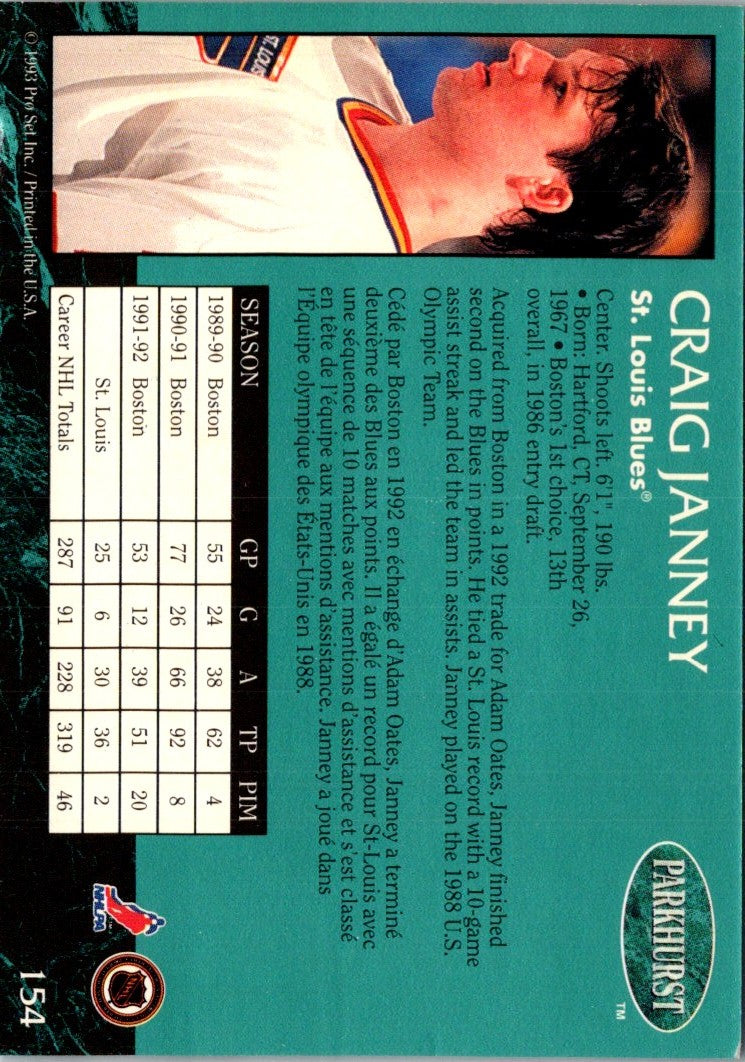 CRAIG JANNEY
St. Louis Blues®
Center. Shoots left. 6'1", 190 lbs.
• Born: Hartford, CT, September 26,
1967 • Boston's 1st choice, 13th
overall, in 1986 entry draft.
PARKHURST
TM
ST. LOUIS
Acquired from Boston in a 1992 trade for Adam Oates, Janney finished
second on the Blues in points. He tied a St. Louis record with a 10-game
assist streak and led the team in assists. Janney played on the 1988 U.S.
Olympic Team.
Cédé par Boston en 1992 en échange d'Adam Oates, Janney a terminé
deuxième des Blues aux points. Il a égalé un record pour St-Louis avec
une séquence de 10 matches avec mentions d'assistance et s'est classé
en tête de l'équipe aux mentions d'assistance. Janney a joué dans
l'Équipe olympique des États-Unis en 1988.
SEASON GP G A TP PIM
1989-90 Boston 55 24 38 62 4
1990-91 Boston 77 26 66 92 8
1991-92 Boston 53 12 39 51 20
St. Louis 25 6 30 36 2
Career NHL Totals 287 91 228 319 46
NHLPA
NHL
© 1993 Pro Set, Inc. / Printed in the U.S.A.
154